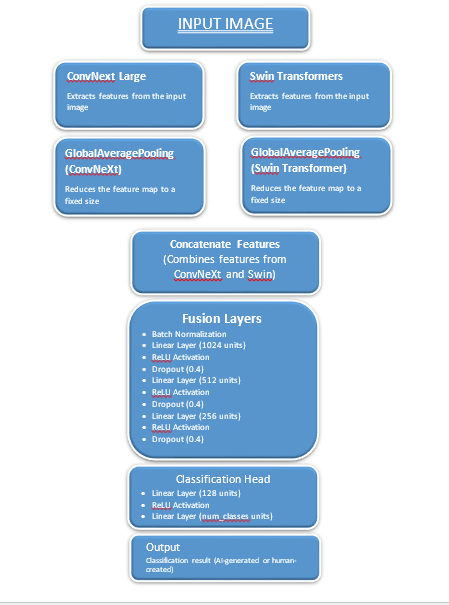 INPUT IMAGE
ConvNext Large
Extracts features from the input
image
Swin Transformers
Extracts features from the input
image
GlobalAveragePooling
(ConvNeXt)
Reduces the feature map to a
fixed size
GlobalAveragePooling
(Swin Transformer)
Reduces the feature map to a
fixed size
Concatenate Features
(Combines features from
ConvNeXt and Swin)
Fusion Layers
• Batch Normalization
• Linear Layer (1024 units)
• ReLU Activation
• Dropout (0.4)
• Linear Layer (512 units)
• ReLU Activation
• Dropout (0.4)
• Linear Layer (256 units)
• ReLU Activation
• Dropout (0.4)
Classification Head
• Linear Layer (128 units)
• ReLU Activation
• Linear Layer (num_classes units)
Output
Classification result (AI-generated or human-
created)